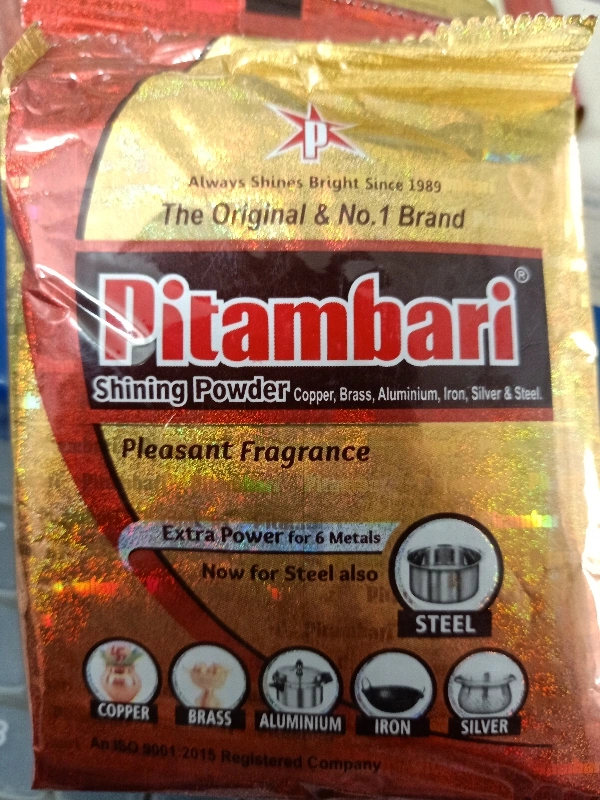 P
Always Shines Bright Since 1989
The Original & No.1 Brand
Pitambari®
Shining Powder Copper, Brass, Aluminium, Iron, Silver & Steel.
Pleasant Fragrance
Extra Power for 6 Metals
Now for Steel also
STEEL
COPPER BRASS ALUMINIUM IRON SILVER
An ISO 9001:2015 Registered Company